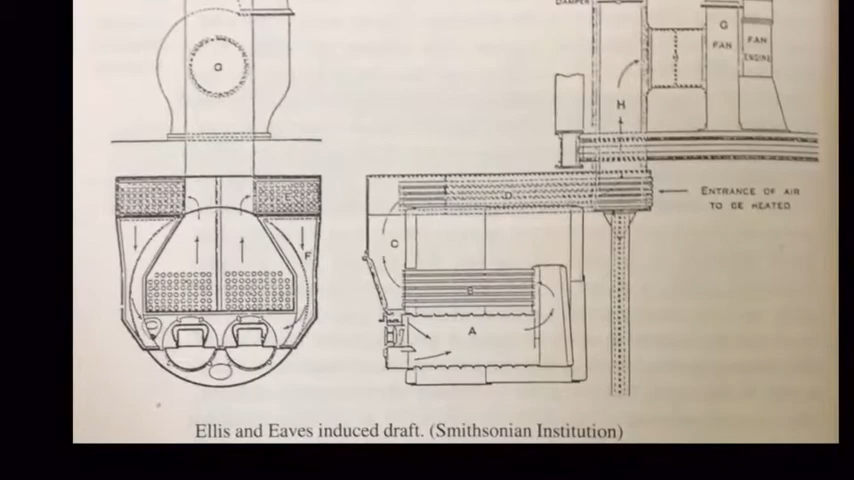 DAMPER
G
FAN
FAN
ENGINE
G
H
E
D
ENTRANCE OF AIR
TO BE HEATED
C
F
B
A
Ellis and Eaves induced draft. (Smithsonian Institution)